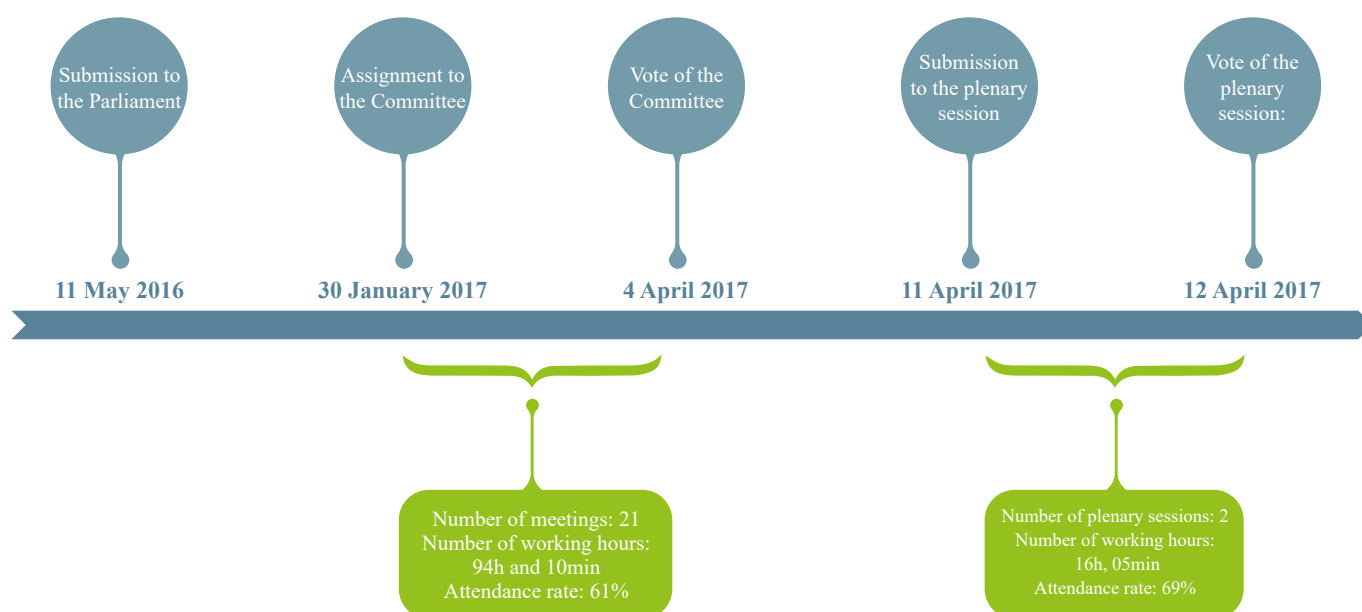 Submission to
the Parliament
Assignment to
the Committee
Vote of the
Committee
Submission
to the plenary
session
Vote of the
plenary
session:
11 May 2016
30 January 2017
4 April 2017
11 April 2017
12 April 2017
Number of meetings: 21
Number of working hours:
94h and 10min
Attendance rate: 61%
Number of plenary sessions: 2
Number of working hours:
16h, 05min
Attendance rate: 69%